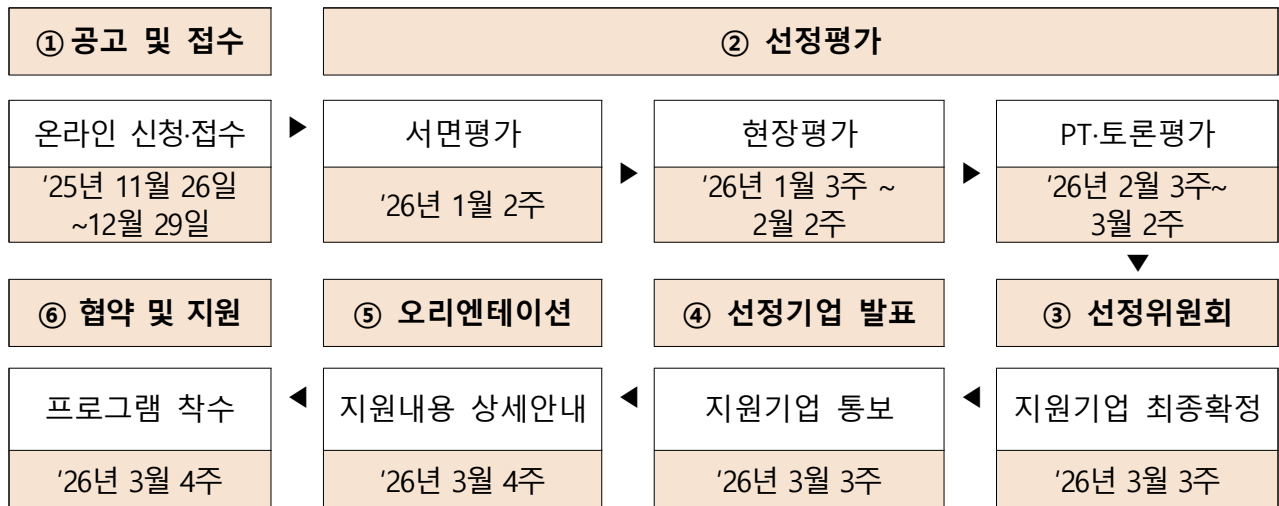 ① 공고 및 접수
② 선정평가
온라인 신청·접수
▶
서면평가
현장평가
PT·토론평가
'25년 11월 26일
~12월 29일
'26년 1월 2주
▶
'26년 1월 3주 ~
2월 2주
▶
'26년 2월 3주~
3월 2주
▼
⑥ 협약 및 지원
⑤ 오리엔테이션
④ 선정기업 발표
③ 선정위원회
프로그램 착수
◀
지원내용 상세안내
◀
지원기업 통보
◀
지원기업 최종확정
'26년 3월 4주
'26년 3월 4주
'26년 3월 3주
'26년 3월 3주